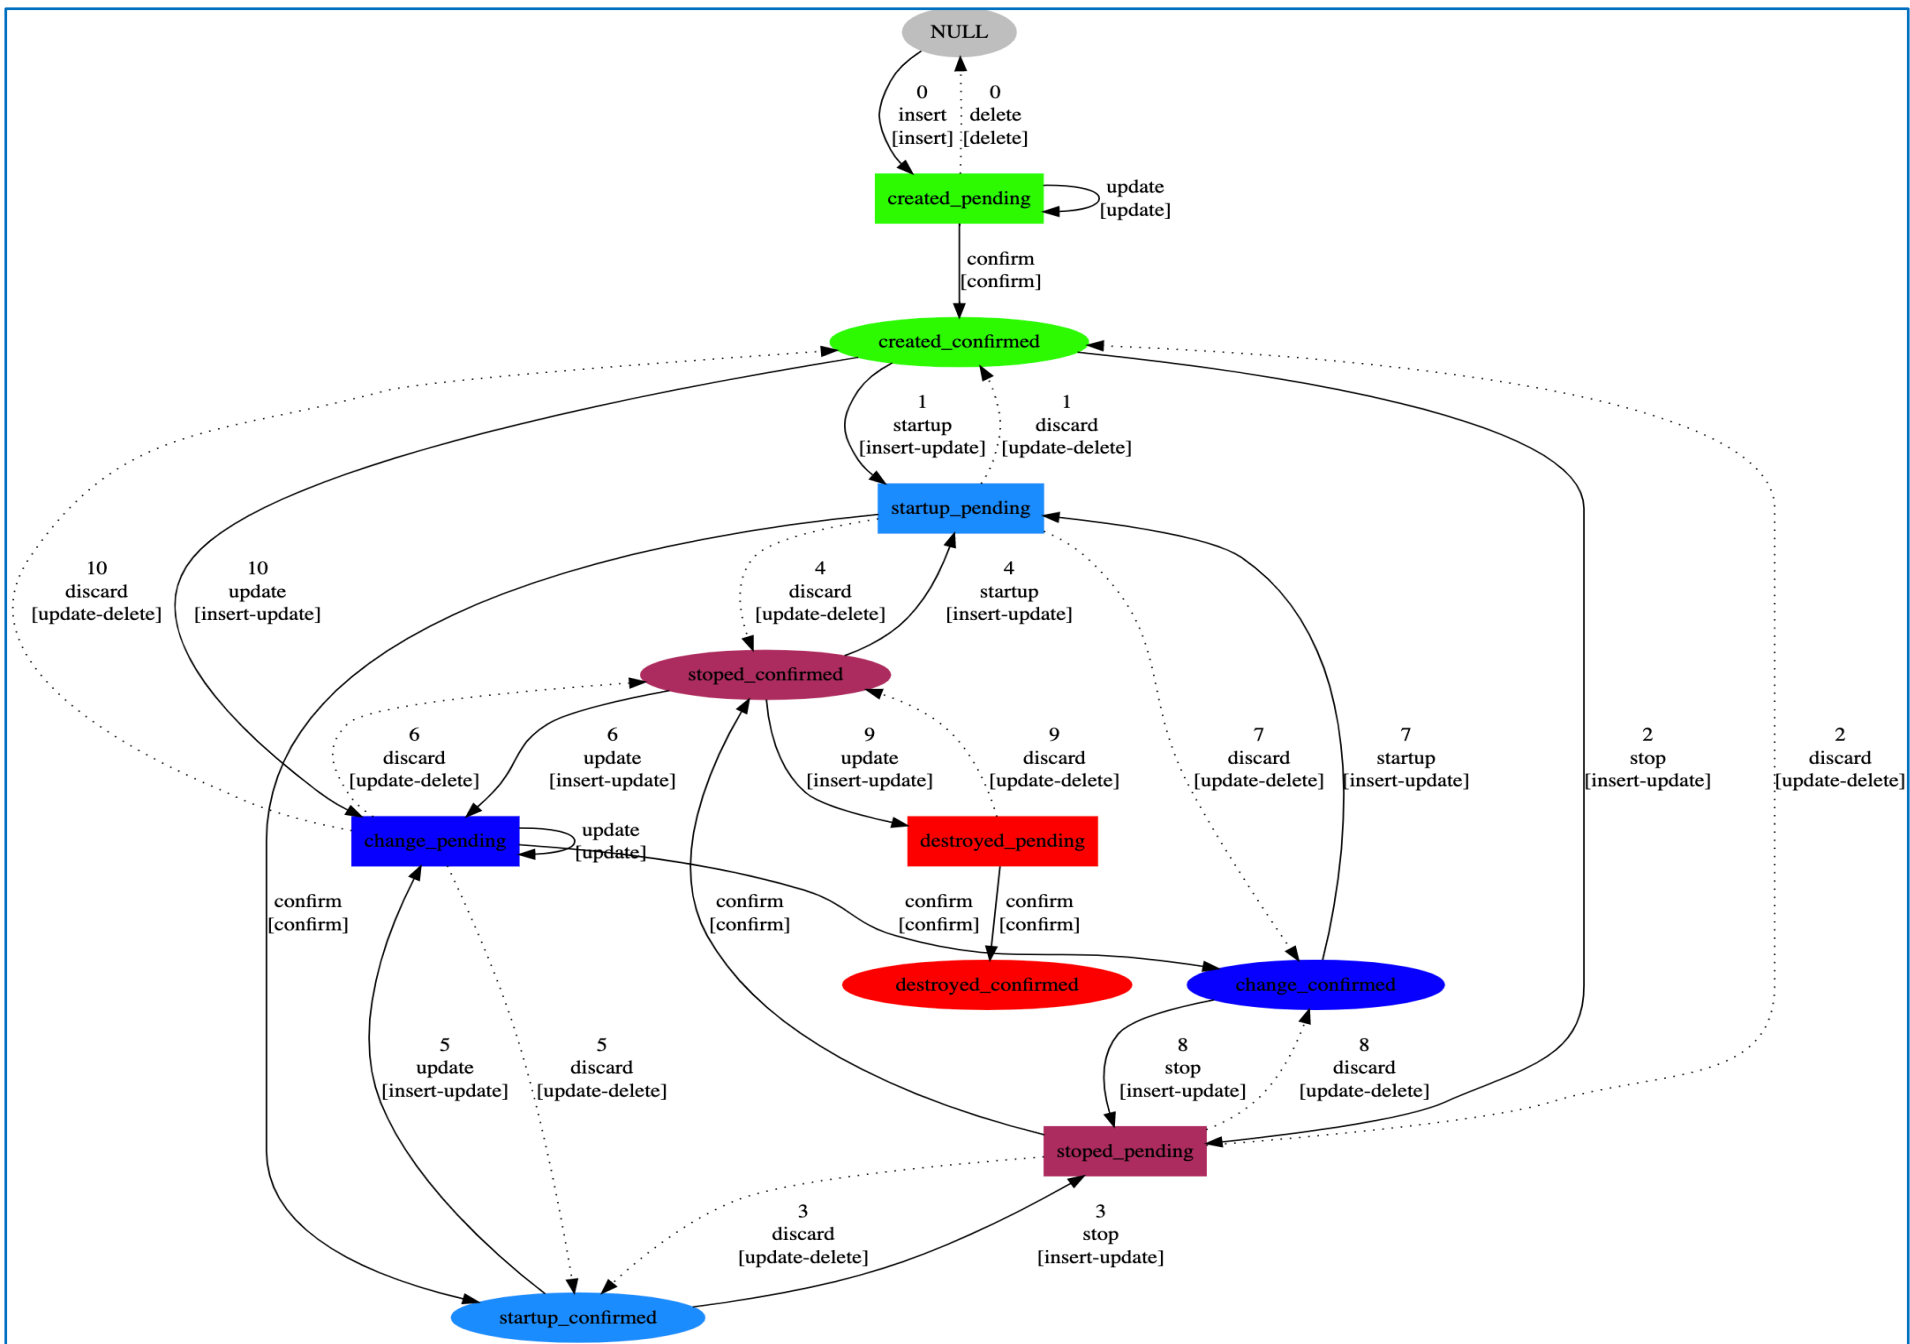 NULL
0
insert
[insert]
0
delete
[delete]
created_pending
update
[update]
confirm
[confirm]
created_confirmed
1
startup
[insert-update]
1
discard
[update-delete]
startup_pending
10
discard
[update-delete]
10
update
[insert-update]
4
discard
[update-delete]
4
startup
[insert-update]
stoped_confirmed
6
discard
[update-delete]
6
update
[insert-update]
9
update
[insert-update]
9
discard
[update-delete]
7
discard
[update-delete]
7
startup
[insert-update]
2
stop
[insert-update]
2
discard
[update-delete]
change_pending
update
[update]
destroyed_pending
confirm
[confirm]
confirm
[confirm]
confirm
[confirm]
confirm
[confirm]
destroyed_confirmed
change_confirmed
5
update
[insert-update]
5
discard
[update-delete]
8
stop
[insert-update]
8
discard
[update-delete]
stoped_pending
3
discard
[update-delete]
3
stop
[insert-update]
startup_confirmed